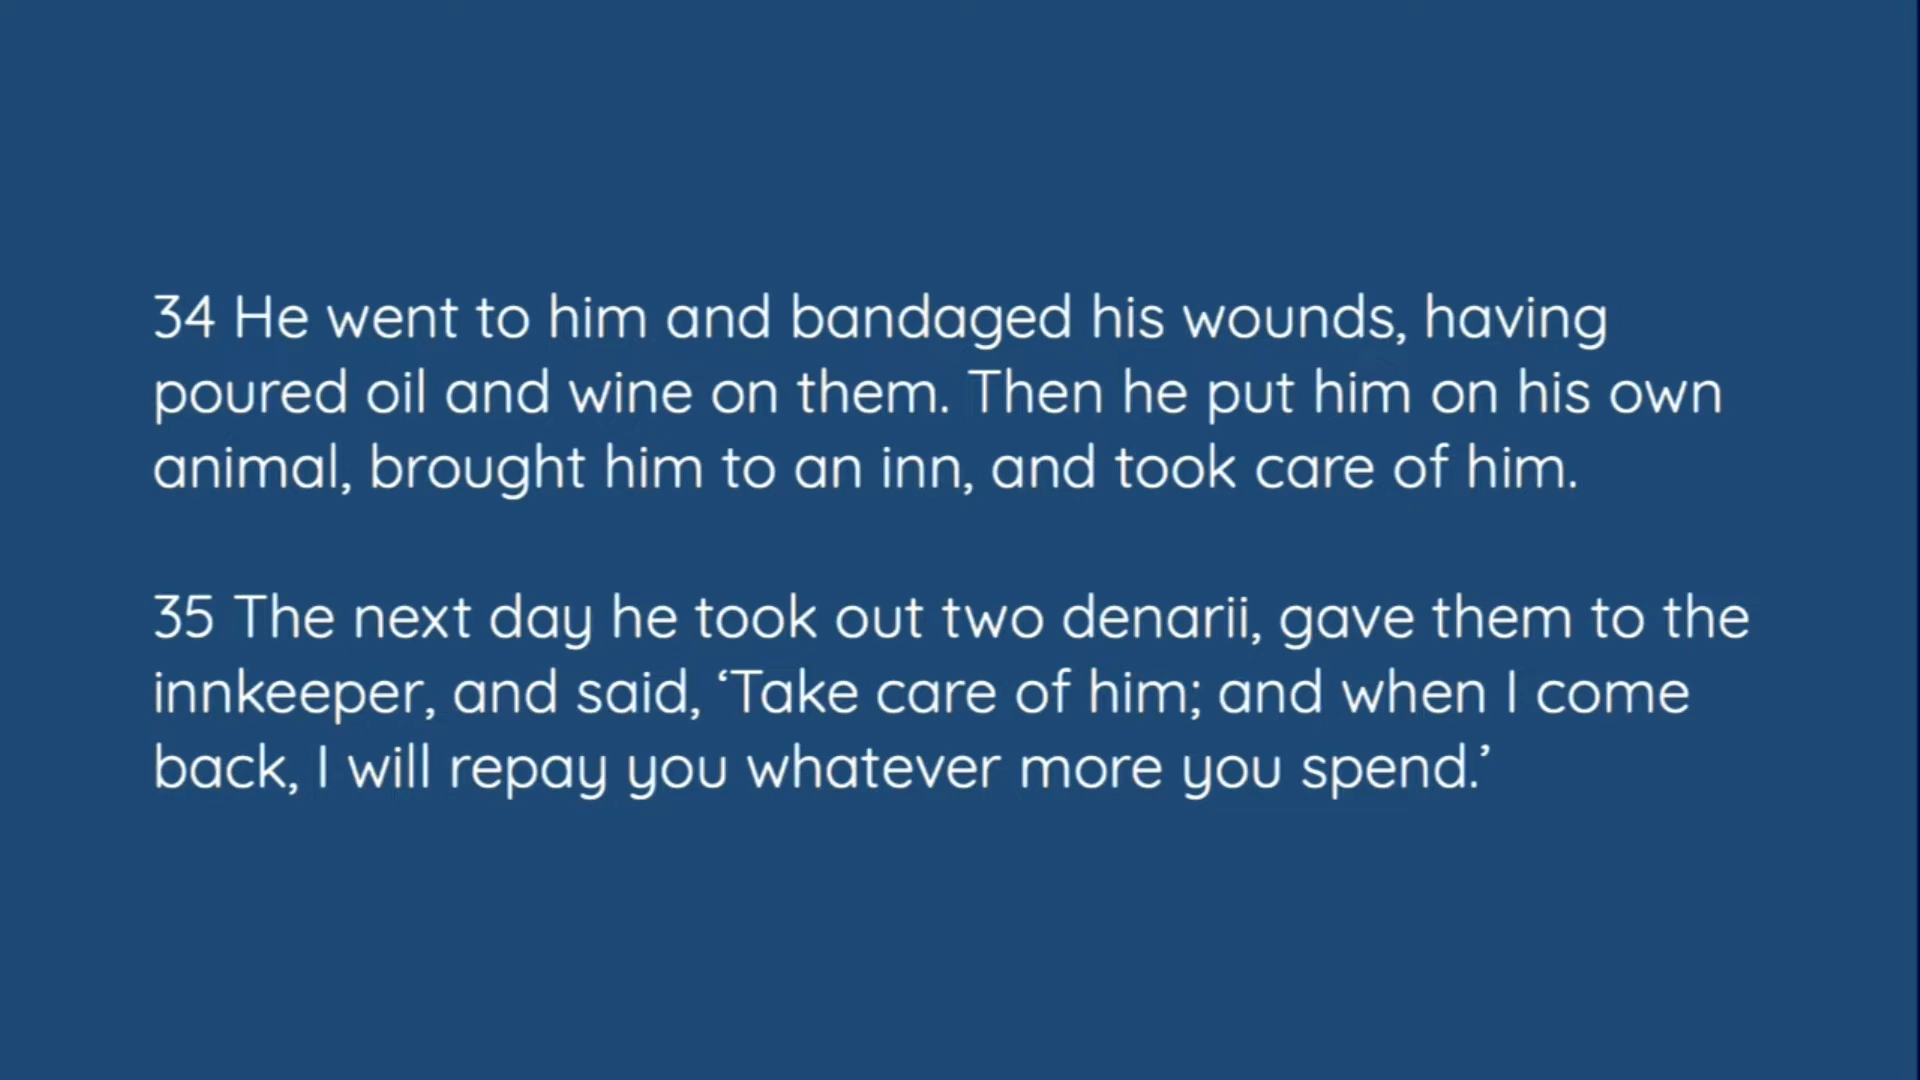 34 He went to him and bandaged his wounds, having
poured oil and wine on them. Then he put him on his own
animal, brought him to an inn, and took care of him.
35 The next day he took out two denarii, gave them to the
innkeeper, and said, ‘Take care of him; and when I come
back, I will repay you whatever more you spend.’